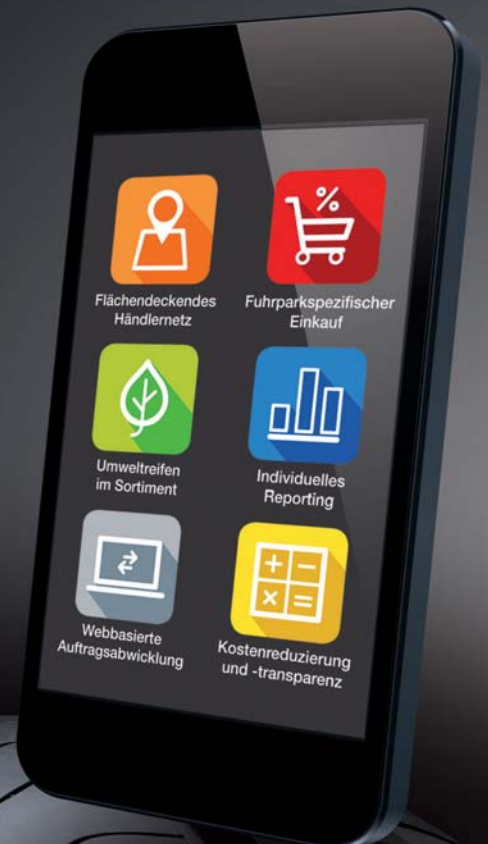 %
Flächendeckendes
Händlernetz
Fuhrparkspezifischer
Einkauf
Umweltreifen
im Sortiment
Individuelles
Reporting
+ −
× =
Webbasierte
Auftragsabwicklung
Kostenreduzierung
und -transparenz